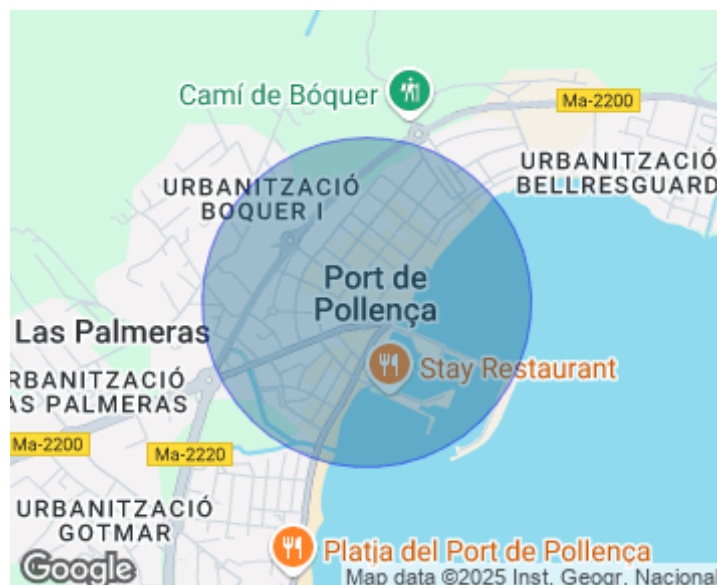 Camí de Bóquer
Ma-2200
URBANITZACIÓ
BELLRESGUARD
URBANITZACIÓ
BOQUER I
Port de
Pollença
Las Palmeras
Stay Restaurant
RBANITZACIÓ
AS PALMERAS
Ma-2200
Ma-2220
URBANITZACIÓ
GOTMAR
Platja del Port de Pollença
Google
Map data ©2025 Inst. Geogr. Nacional